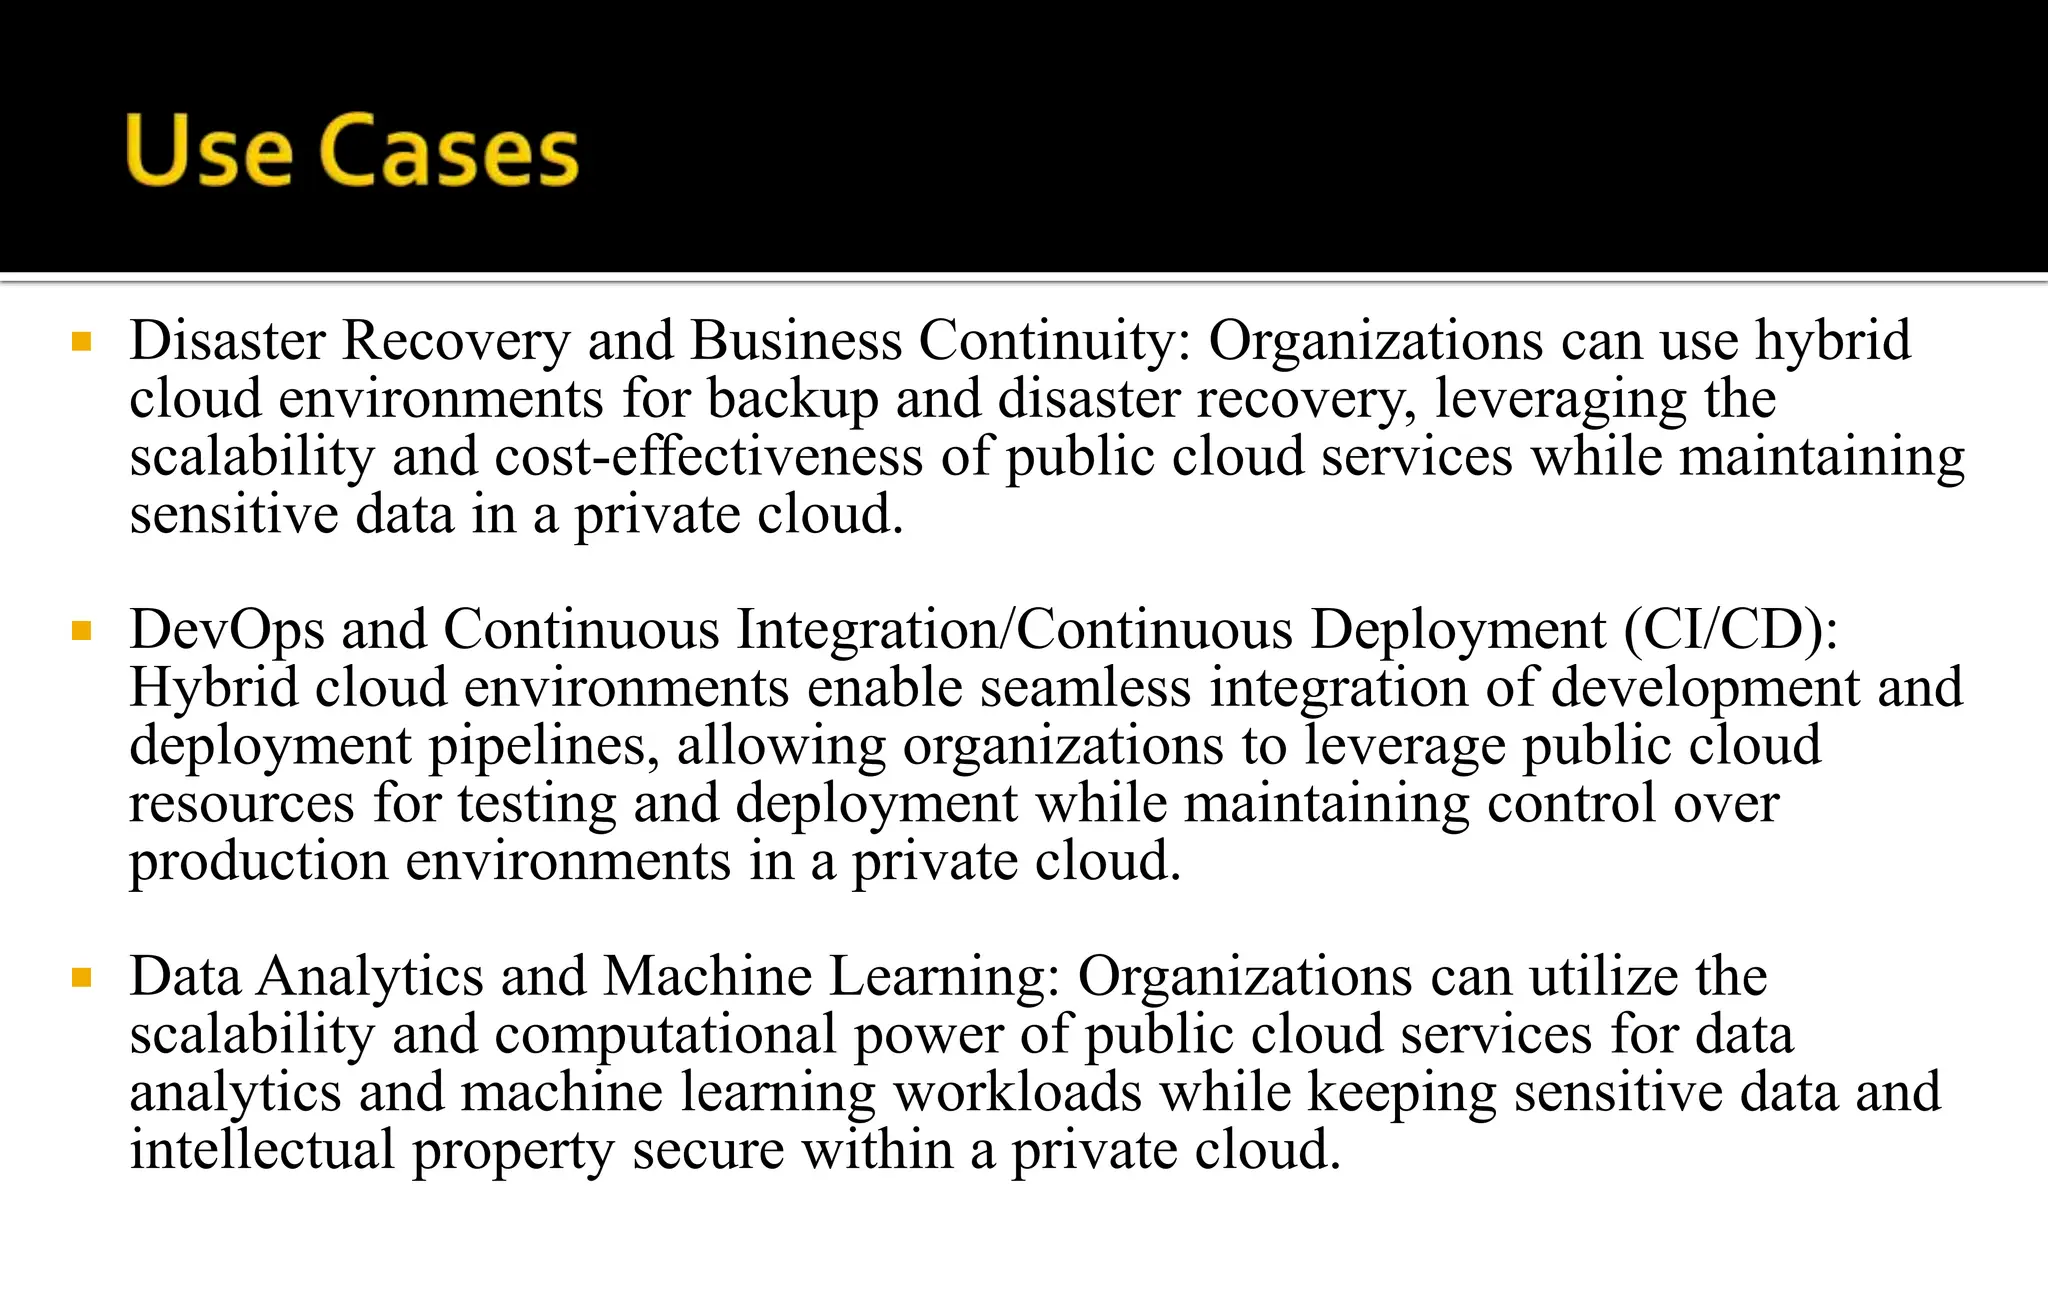 Use Cases
Disaster Recovery and Business Continuity: Organizations can use hybrid
cloud environments for backup and disaster recovery, leveraging the
scalability and cost-effectiveness of public cloud services while maintaining
sensitive data in a private cloud.
DevOps and Continuous Integration/Continuous Deployment (CI/CD):
Hybrid cloud environments enable seamless integration of development and
deployment pipelines, allowing organizations to leverage public cloud
resources for testing and deployment while maintaining control over
production environments in a private cloud.
Data Analytics and Machine Learning: Organizations can utilize the
scalability and computational power of public cloud services for data
analytics and machine learning workloads while keeping sensitive data and
intellectual property secure within a private cloud.